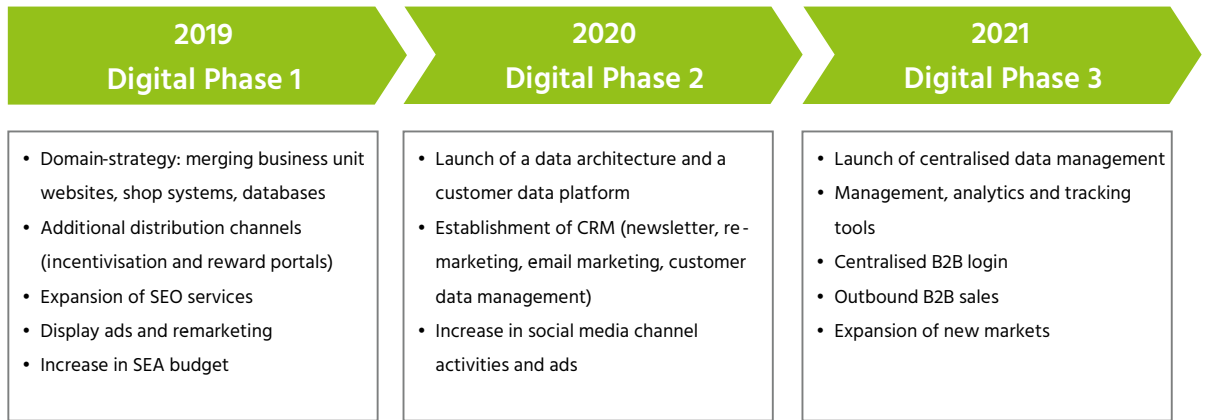 2019
Digital Phase 1
• Domain-strategy: merging business unit
websites, shop systems, databases
• Additional distribution channels
(incentivisation and reward portals)
• Expansion of SEO services
• Display ads and remarketing
• Increase in SEA budget
2020
Digital Phase 2
• Launch of a data architecture and a
customer data platform
• Establishment of CRM (newsletter, re-
marketing, email marketing, customer
data management)
• Increase in social media channel
activities and ads
2021
Digital Phase 3
• Launch of centralised data management
• Management, analytics and tracking
tools
• Centralised B2B login
• Outbound B2B sales
• Expansion of new markets